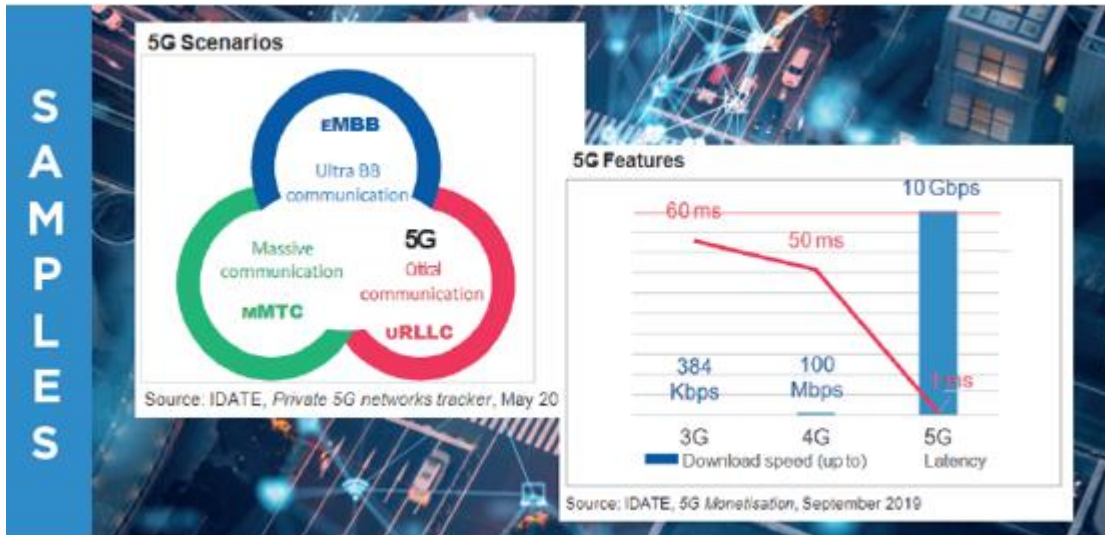 SAMPLES
5G Scenarios
eMBB
Ultra BB
communication
5G
Massive
communication
Critical
communication
mMTC
uRLLC
Source: IDATE, Private 5G networks tracker, May 20
5G Features
10 Gbps
60 ms
50 ms
384
Kbps
100
Mbps
1 ms
3G 4G 5G
Download speed (up to) Latency
Source: IDATE, 5G Monetisation, September 2019